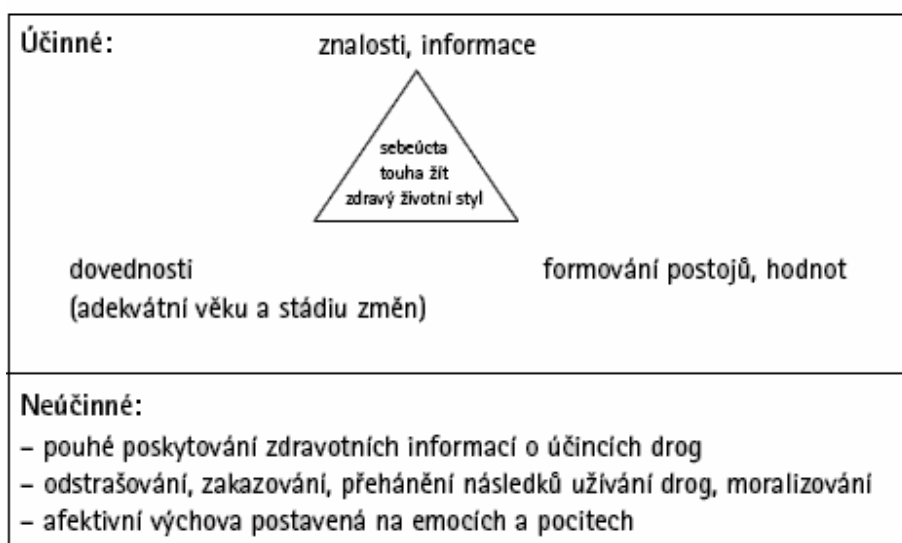 Účinné:
znalosti, informace
sebeúcta
touha žít
zdravý životní styl
dovednosti
(adekvátní věku a stádiu změn)
formování postojů, hodnot
Neúčinné:
– pouhé poskytování zdravotních informací o účincích drog
– odstrašování, zakazování, přehánění následků užívání drog, moralizování
– afektivní výchova postavená na emocích a pocitech